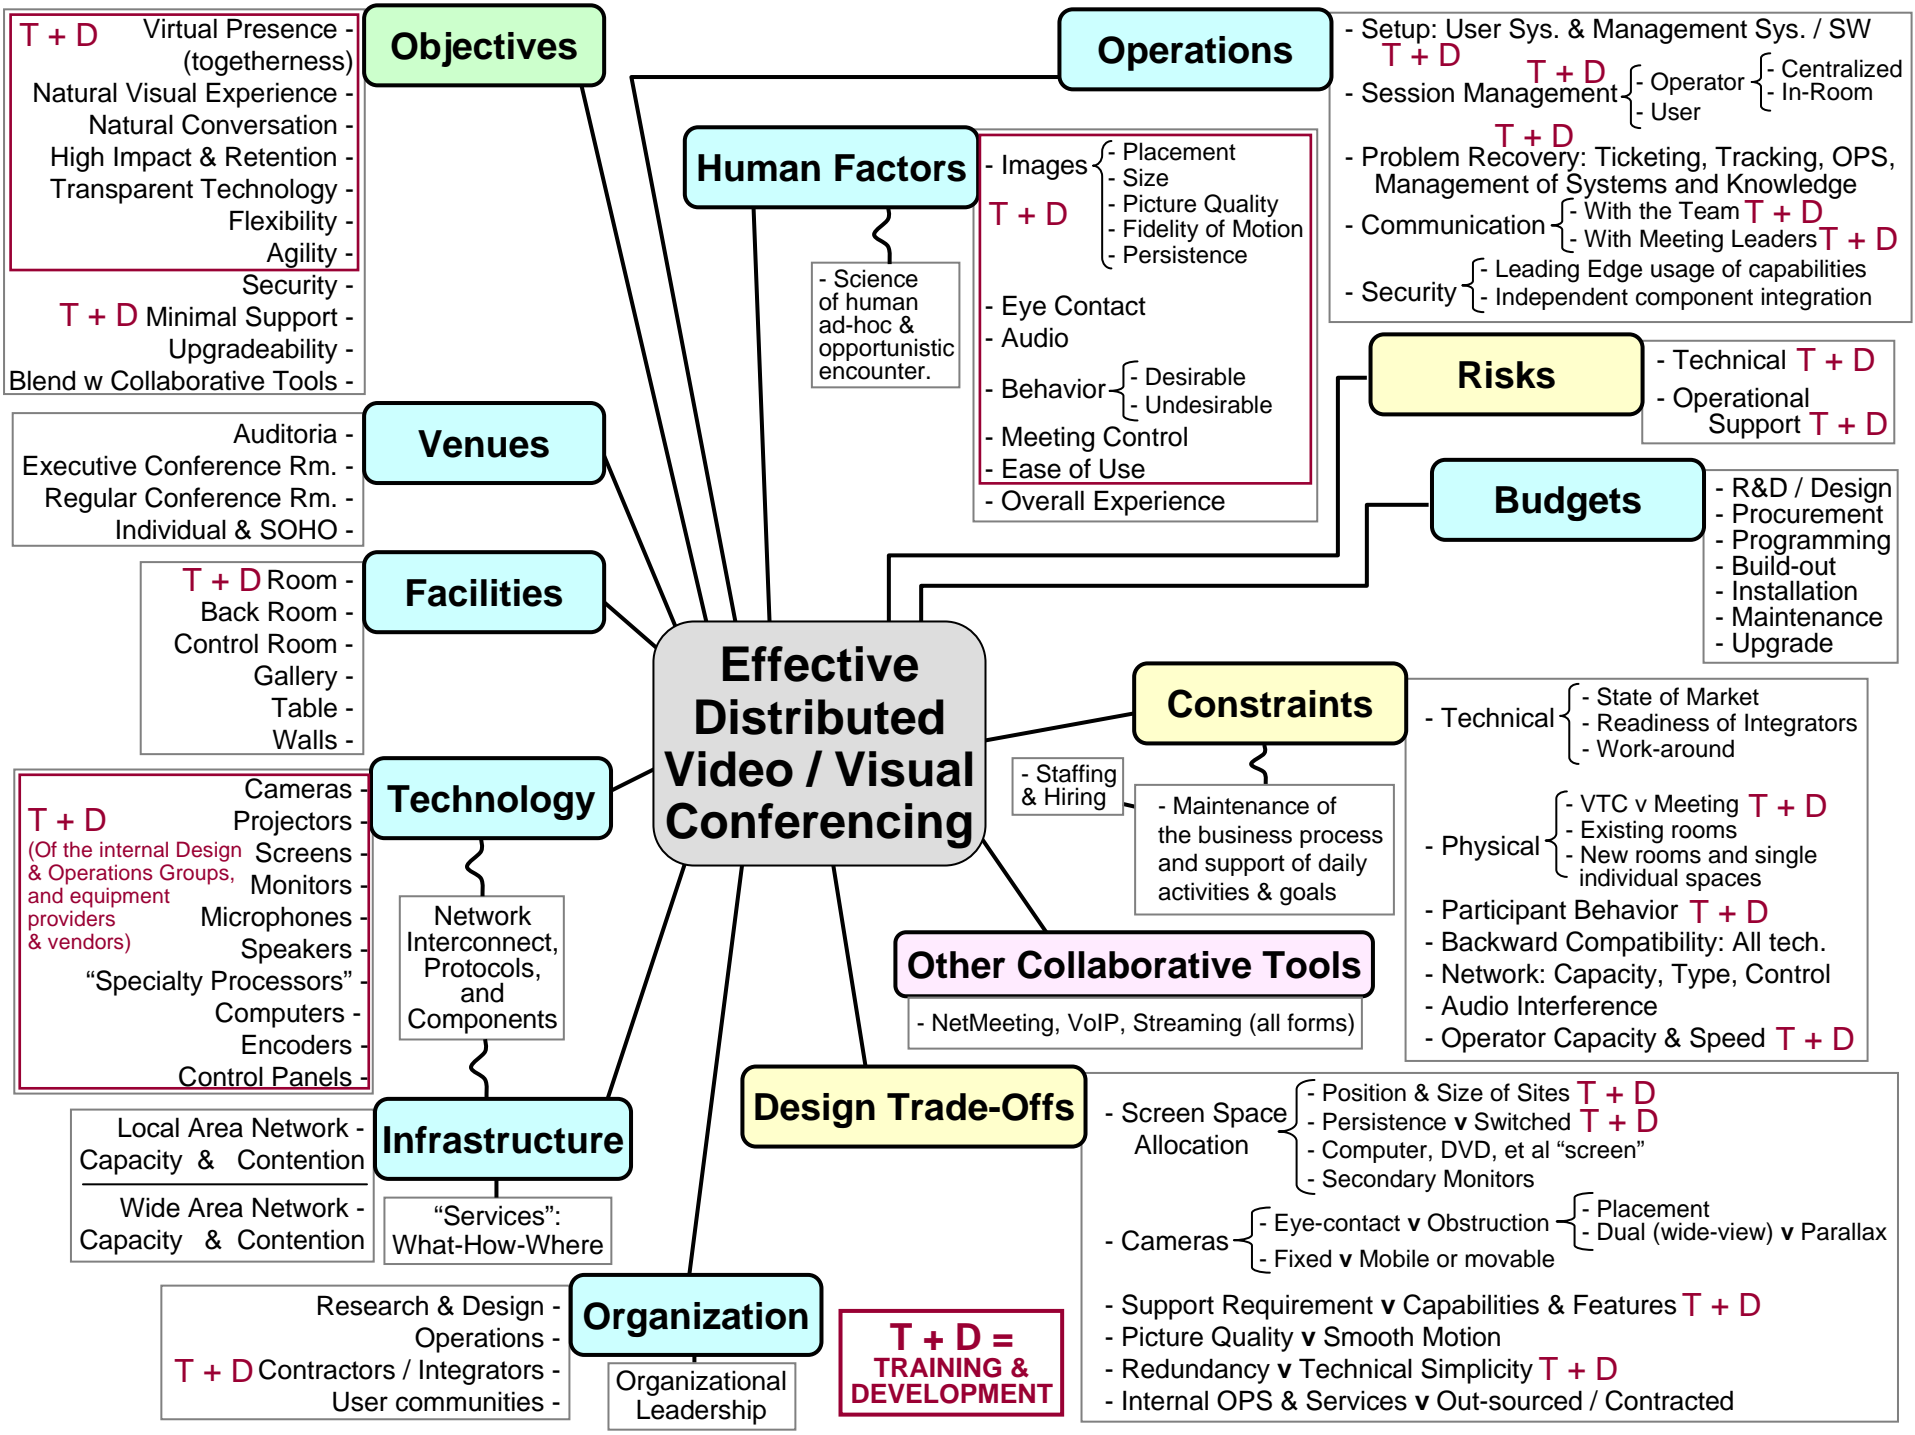 Objectives
T + D
Virtual Presence -
(togetherness)
Natural Visual Experience -
Natural Conversation -
High Impact & Retention -
Transparent Technology -
Flexibility -
Agility -
Security -
T + D Minimal Support -
Upgradeability -
Blend w Collaborative Tools -
Venues
Auditoria -
Executive Conference Rm. -
Regular Conference Rm. -
Individual & SOHO -
Facilities
T + D Room -
Back Room -
Control Room -
Gallery -
Table -
Walls -
Technology
Cameras -
Projectors -
Screens -
Monitors -
Microphones -
Speakers -
“Specialty Processors” -
Computers -
Encoders -
Control Panels -
T + D
(Of the internal Design
& Operations Groups,
and equipment
providers
& vendors)
Network
Interconnect,
Protocols,
and
Components
Infrastructure
Local Area Network -
Capacity & Contention
Wide Area Network -
Capacity & Contention
“Services”:
What-How-Where
Organization
Research & Design -
Operations -
T + D Contractors / Integrators -
User communities -
Organizational
Leadership
Effective
Distributed
Video / Visual
Conferencing
Operations
- Setup: User Sys. & Management Sys. / SW
T + D
T + D
- Session Management
- Operator
- Centralized
- In-Room
- User
T + D
- Problem Recovery: Ticketing, Tracking, OPS,
Management of Systems and Knowledge
- Communication
- With the Team T + D
- With Meeting Leaders T + D
- Security
- Leading Edge usage of capabilities
- Independent component integration
Human Factors
- Images
- Placement
- Size
- Picture Quality
- Fidelity of Motion
- Persistence
T + D
- Eye Contact
- Audio
- Behavior
- Desirable
- Undesirable
- Meeting Control
- Ease of Use
- Overall Experience
- Science
of human
ad-hoc &
opportunistic
encounter.
Risks
- Technical T + D
- Operational
Support T + D
Budgets
- R&D / Design
- Procurement
- Programming
- Build-out
- Installation
- Maintenance
- Upgrade
Constraints
- Technical
- State of Market
- Readiness of Integrators
- Work-around
- Physical
- VTC v Meeting T + D
- Existing rooms
- New rooms and single
individual spaces
- Participant Behavior T + D
- Backward Compatibility: All tech.
- Network: Capacity, Type, Control
- Audio Interference
- Operator Capacity & Speed T + D
- Staffing
& Hiring
- Maintenance of
the business process
and support of daily
activities & goals
Other Collaborative Tools
- NetMeeting, VoIP, Streaming (all forms)
Design Trade-Offs
- Screen Space
Allocation
- Position & Size of Sites T + D
- Persistence v Switched T + D
- Computer, DVD, et al “screen”
- Secondary Monitors
- Cameras
- Eye-contact v Obstruction
- Placement
- Dual (wide-view) v Parallax
- Fixed v Mobile or movable
- Support Requirement v Capabilities & Features T + D
- Picture Quality v Smooth Motion
- Redundancy v Technical Simplicity T + D
- Internal OPS & Services v Out-sourced / Contracted
T + D =
TRAINING &
DEVELOPMENT